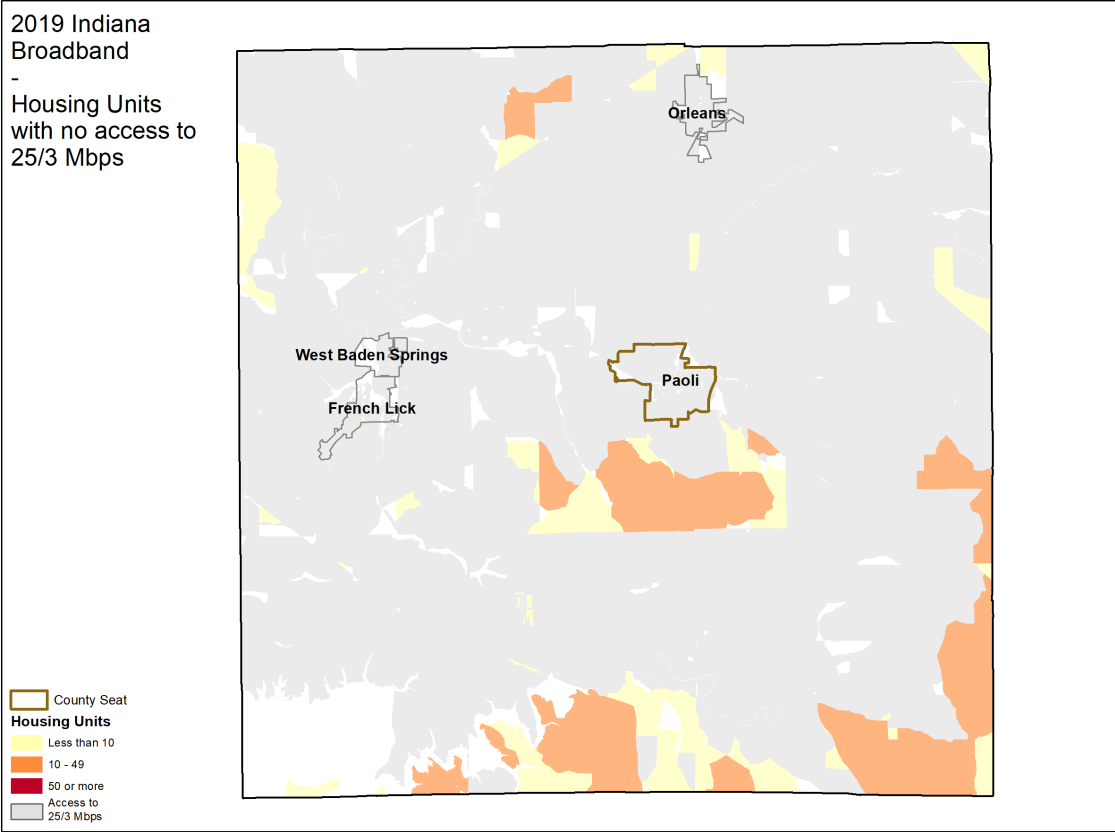 2019 Indiana
Broadband
-
Housing Units
with no access to
25/3 Mbps
Orleans
West Baden Springs
Paoli
French Lick
County Seat
Housing Units
Less than 10
10 - 49
50 or more
Access to
25/3 Mbps